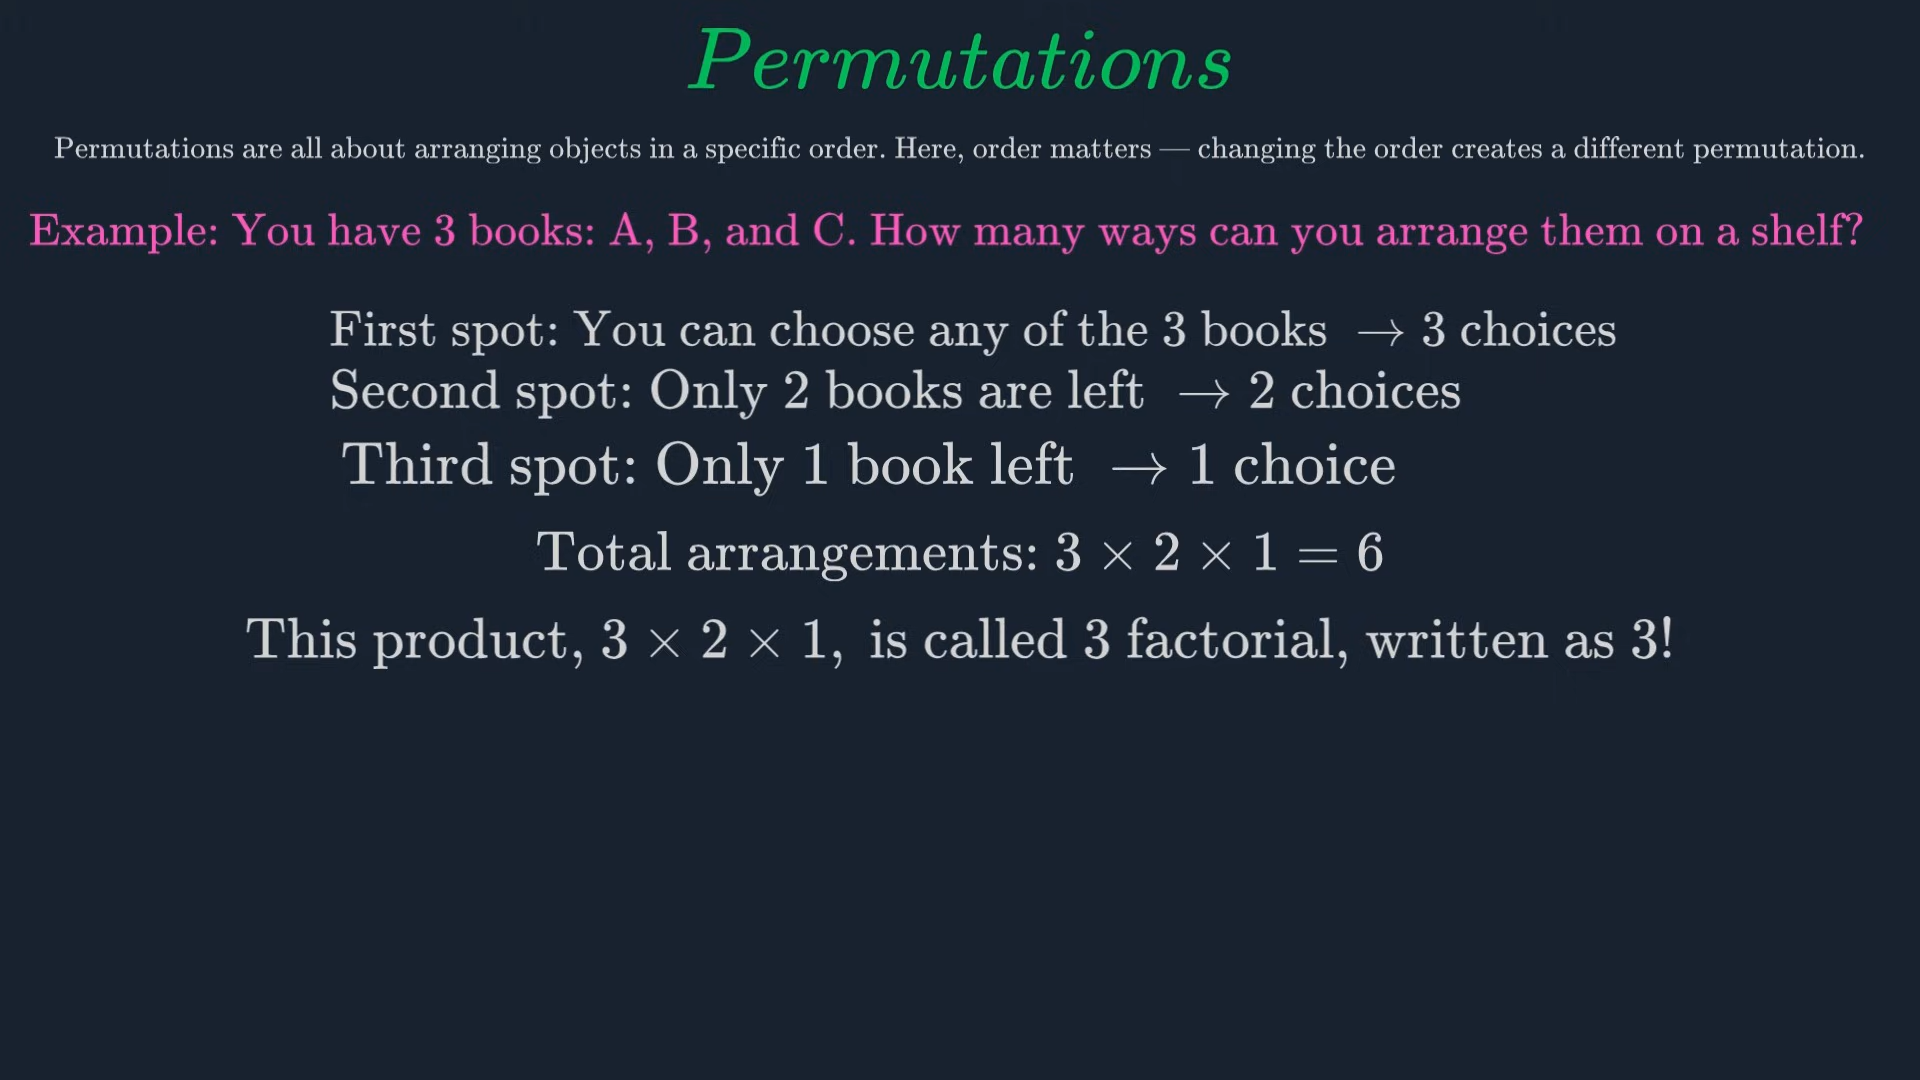 Permutations
Permutations are all about arranging objects in a specific order. Here, order matters — changing the order creates a different permutation.
Example: You have 3 books: A, B, and C. How many ways can you arrange them on a shelf?
First spot: You can choose any of the 3 books → 3 choices
Second spot: Only 2 books are left → 2 choices
Third spot: Only 1 book left → 1 choice
Total arrangements: 3 × 2 × 1 = 6
This product, 3 × 2 × 1, is called 3 factorial, written as 3!